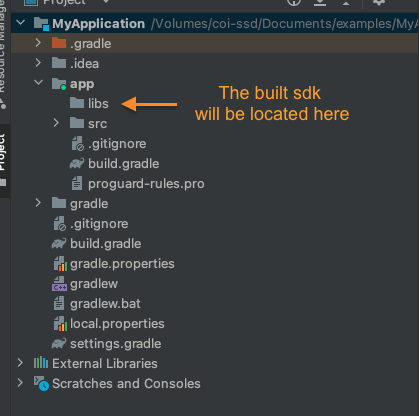 Project
Resource Manager
Project
MyApplication /Volumes/coi-ssd/Documents/examples/MyA
.gradle
.idea
app
libs
The built sdk
will be located here
src
.gitignore
build.gradle
proguard-rules.pro
gradle
.gitignore
build.gradle
gradle.properties
gradlew
gradlew.bat
local.properties
settings.gradle
External Libraries
Scratches and Consoles